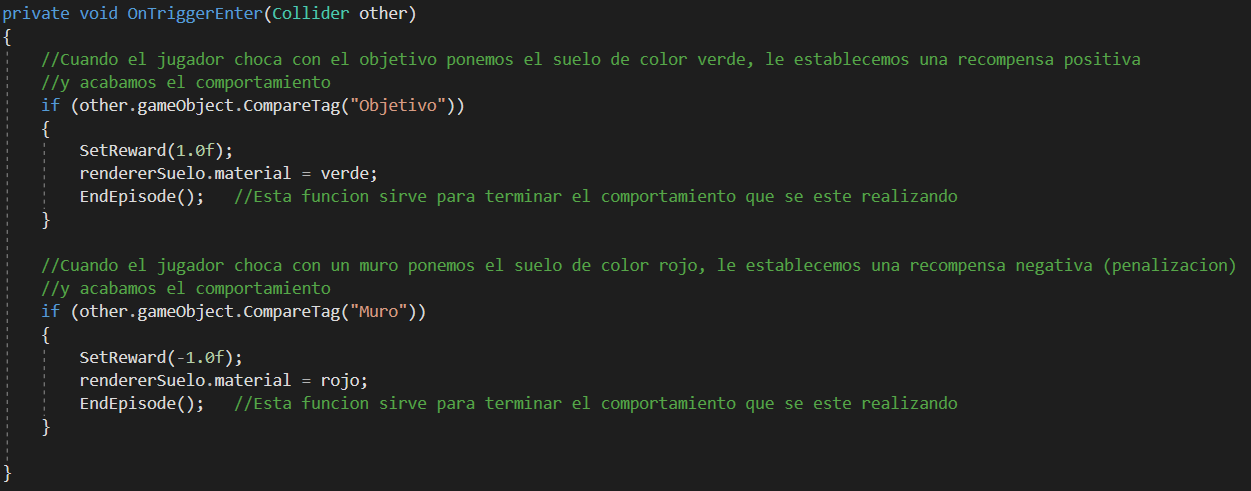 private void OnTriggerEnter(Collider other)
{
//Cuando el jugador choca con el objetivo ponemos el suelo de color verde, le establecemos una recompensa positiva
//y acabamos el comportamiento
if (other.gameObject.CompareTag("Objetivo"))
{
SetReward(1.0f);
rendererSuelo.material = verde;
EndEpisode();   //Esta funcion sirve para terminar el comportamiento que se este realizando
}
//Cuando el jugador choca con un muro ponemos el suelo de color rojo, le establecemos una recompensa negativa (penalizacion)
//y acabamos el comportamiento
if (other.gameObject.CompareTag("Muro"))
{
SetReward(-1.0f);
rendererSuelo.material = rojo;
EndEpisode();   //Esta funcion sirve para terminar el comportamiento que se este realizando
}
}